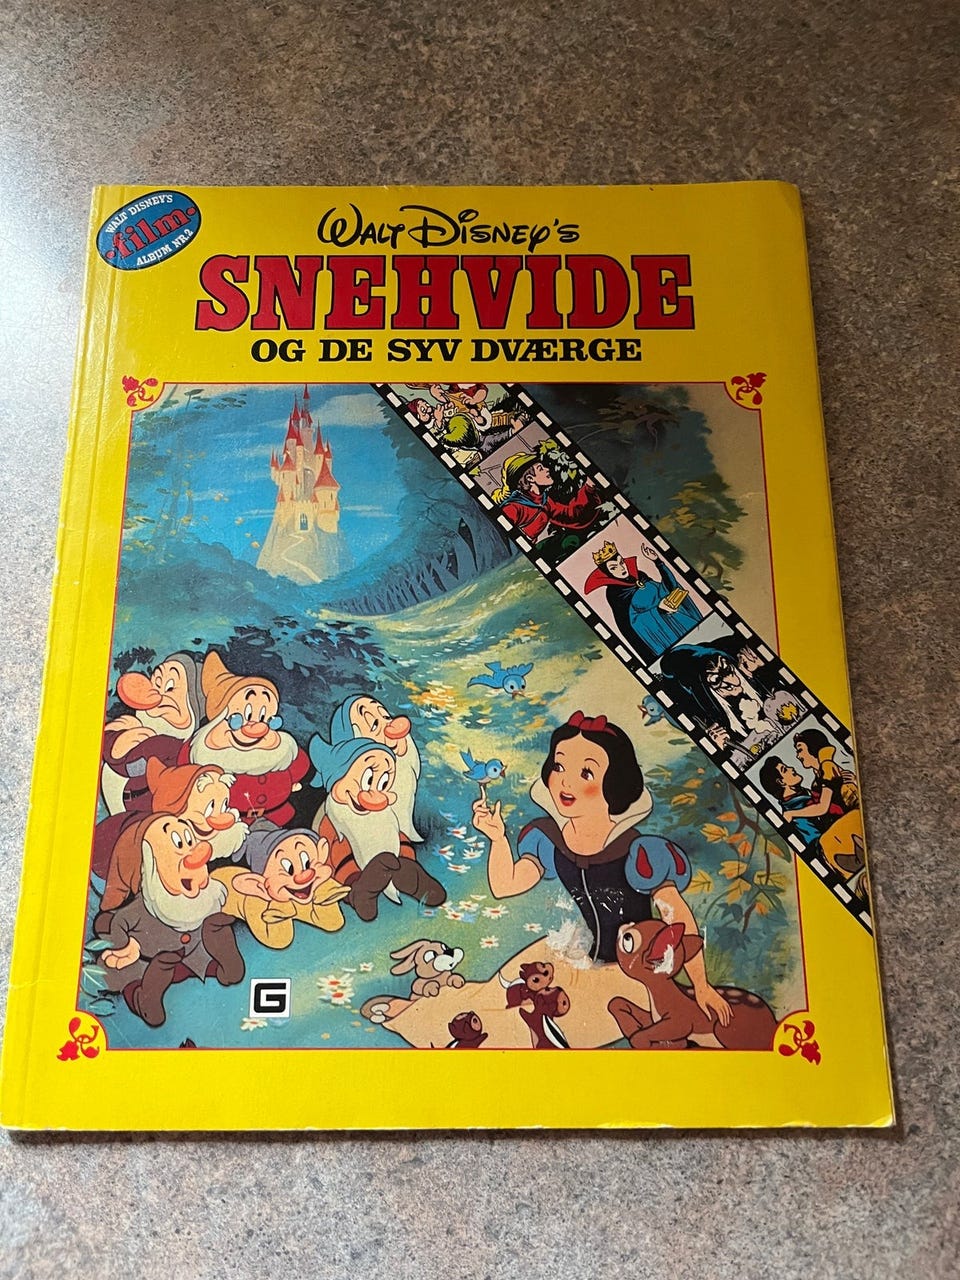 WALT DISNEY'S
film
ALBUM NR.2
WALT DISNEY'S
SNEHVIDE
OG DE SYV DVÆRGE
G